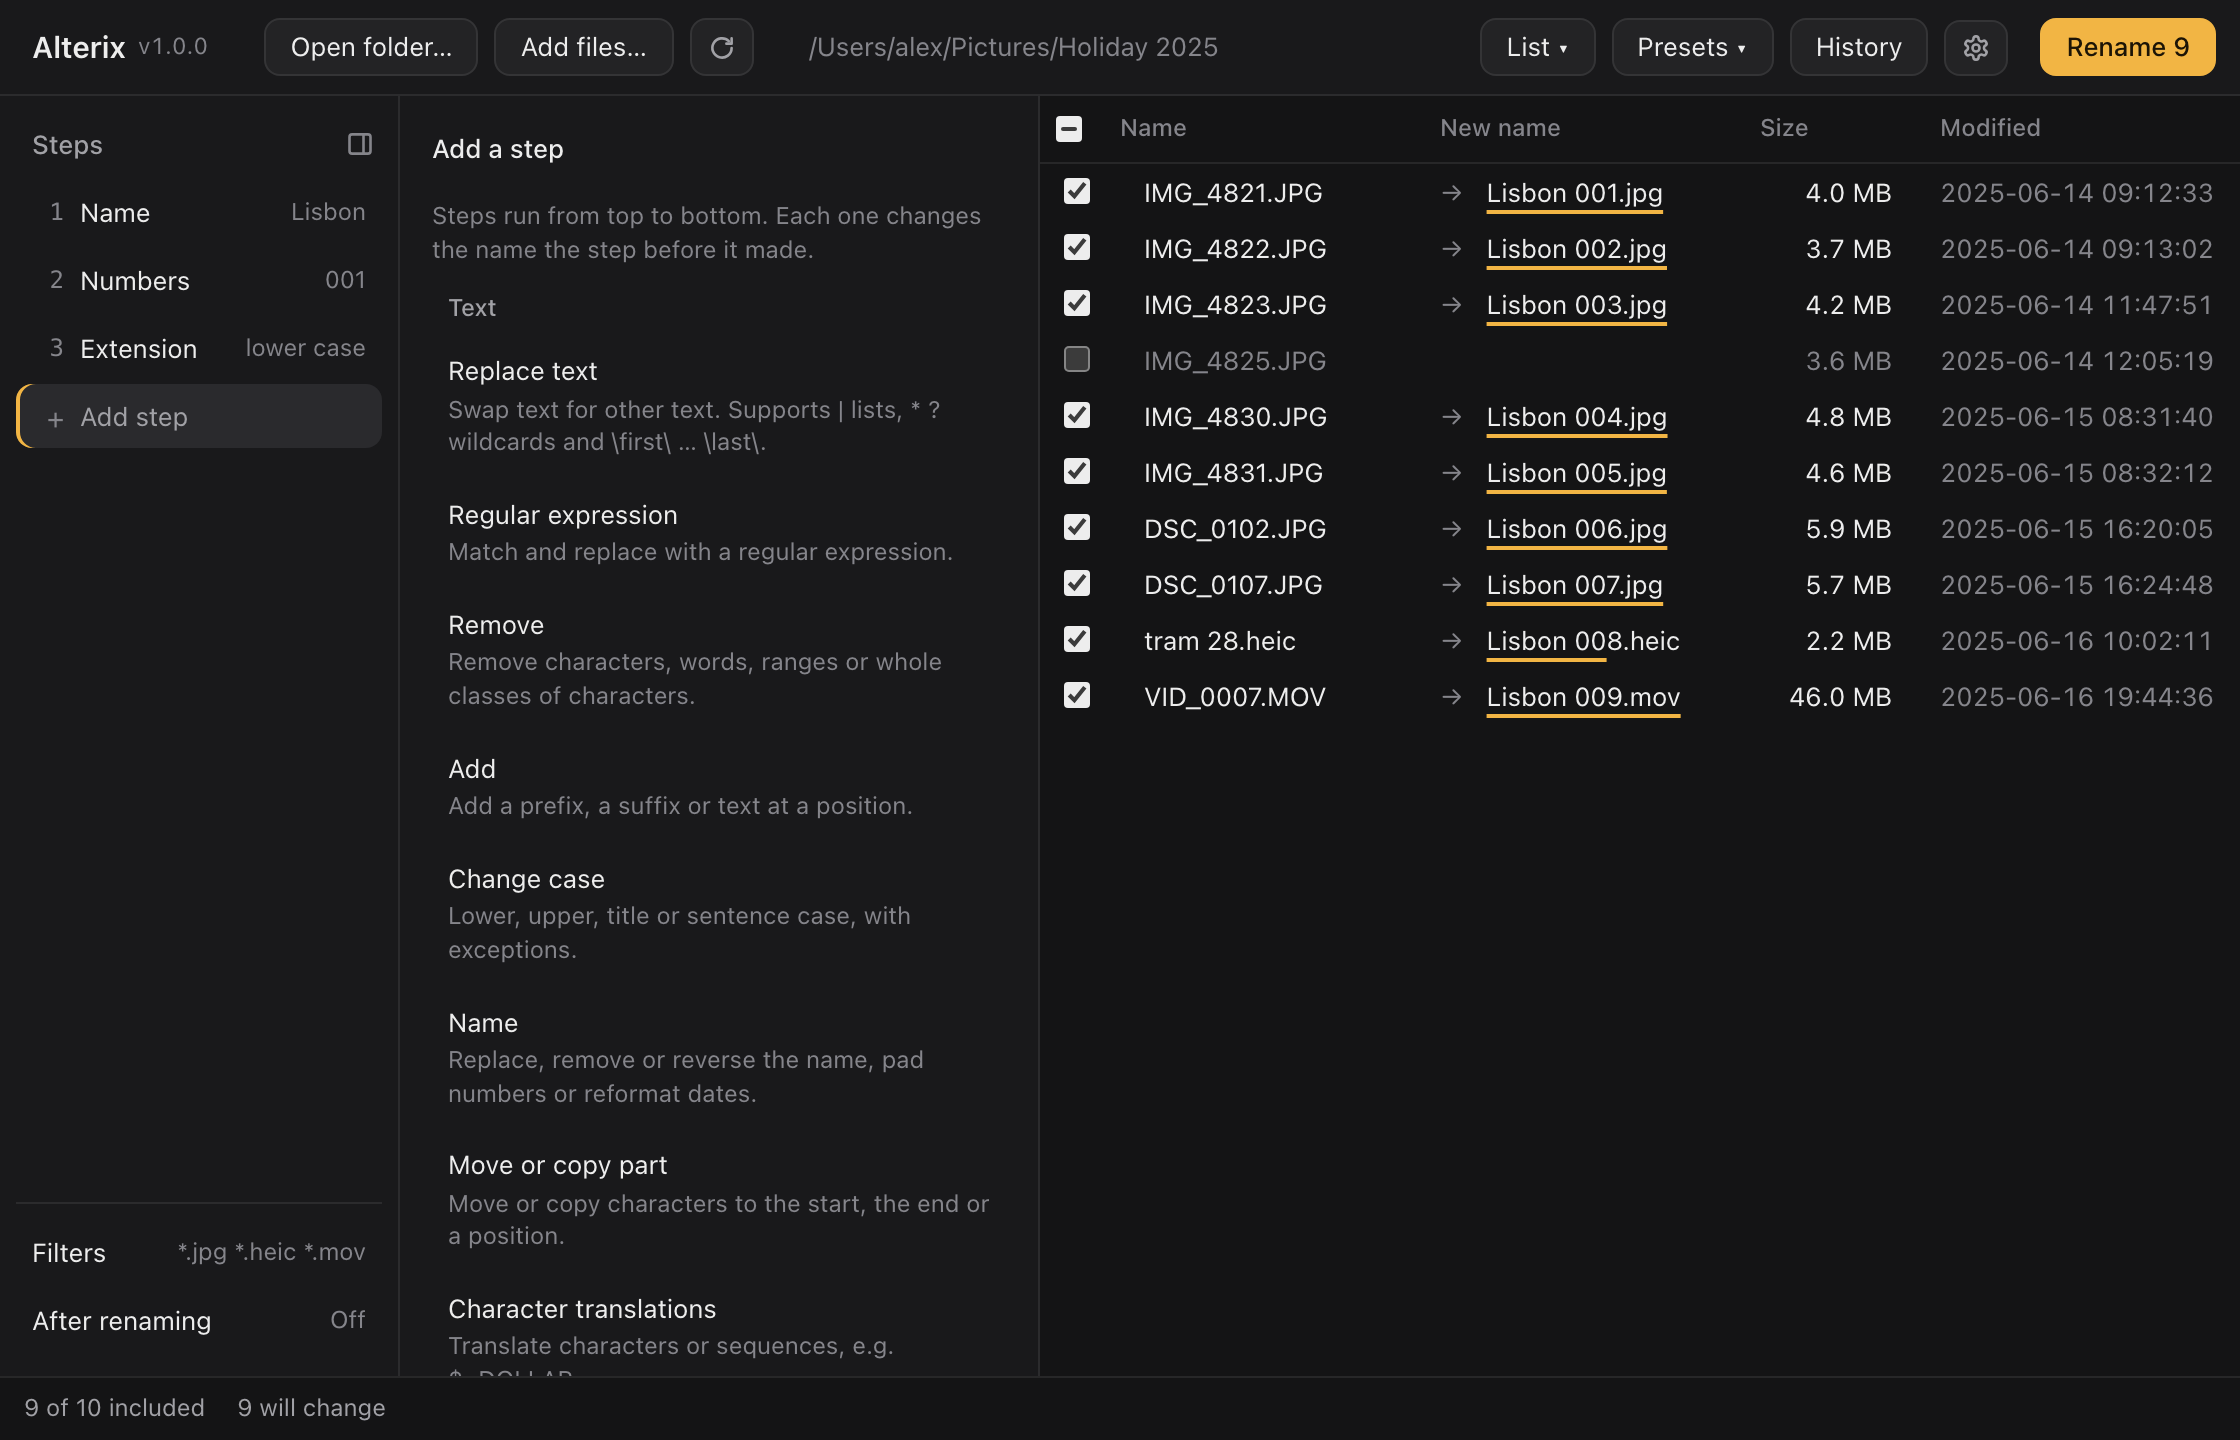 Alterix v1.0.0 Open folder... Add files... /Users/alex/Pictures/Holiday 2025 List ▾ Presets ▾ History Rename 9
Steps
1 Name Lisbon
2 Numbers 001
3 Extension lower case
+ Add step
Filters *.jpg *.heic *.mov
After renaming Off
Add a step
Steps run from top to bottom. Each one changes
the name the step before it made.
Text
Replace text
Swap text for other text. Supports | lists, * ?
wildcards and \first\ ... \last\.
Regular expression
Match and replace with a regular expression.
Remove
Remove characters, words, ranges or whole
classes of characters.
Add
Add a prefix, a suffix or text at a position.
Change case
Lower, upper, title or sentence case, with
exceptions.
Name
Replace, remove or reverse the name, pad
numbers or reformat dates.
Move or copy part
Move or copy characters to the start, the end or
a position.
Character translations
Translate characters or sequences, e.g.
Name New name Size Modified
IMG_4821.JPG → Lisbon 001.jpg 4.0 MB 2025-06-14 09:12:33
IMG_4822.JPG → Lisbon 002.jpg 3.7 MB 2025-06-14 09:13:02
IMG_4823.JPG → Lisbon 003.jpg 4.2 MB 2025-06-14 11:47:51
IMG_4825.JPG 3.6 MB 2025-06-14 12:05:19
IMG_4830.JPG → Lisbon 004.jpg 4.8 MB 2025-06-15 08:31:40
IMG_4831.JPG → Lisbon 005.jpg 4.6 MB 2025-06-15 08:32:12
DSC_0102.JPG → Lisbon 006.jpg 5.9 MB 2025-06-15 16:20:05
DSC_0107.JPG → Lisbon 007.jpg 5.7 MB 2025-06-15 16:24:48
tram 28.heic → Lisbon 008.heic 2.2 MB 2025-06-16 10:02:11
VID_0007.MOV → Lisbon 009.mov 46.0 MB 2025-06-16 19:44:36
9 of 10 included 9 will change